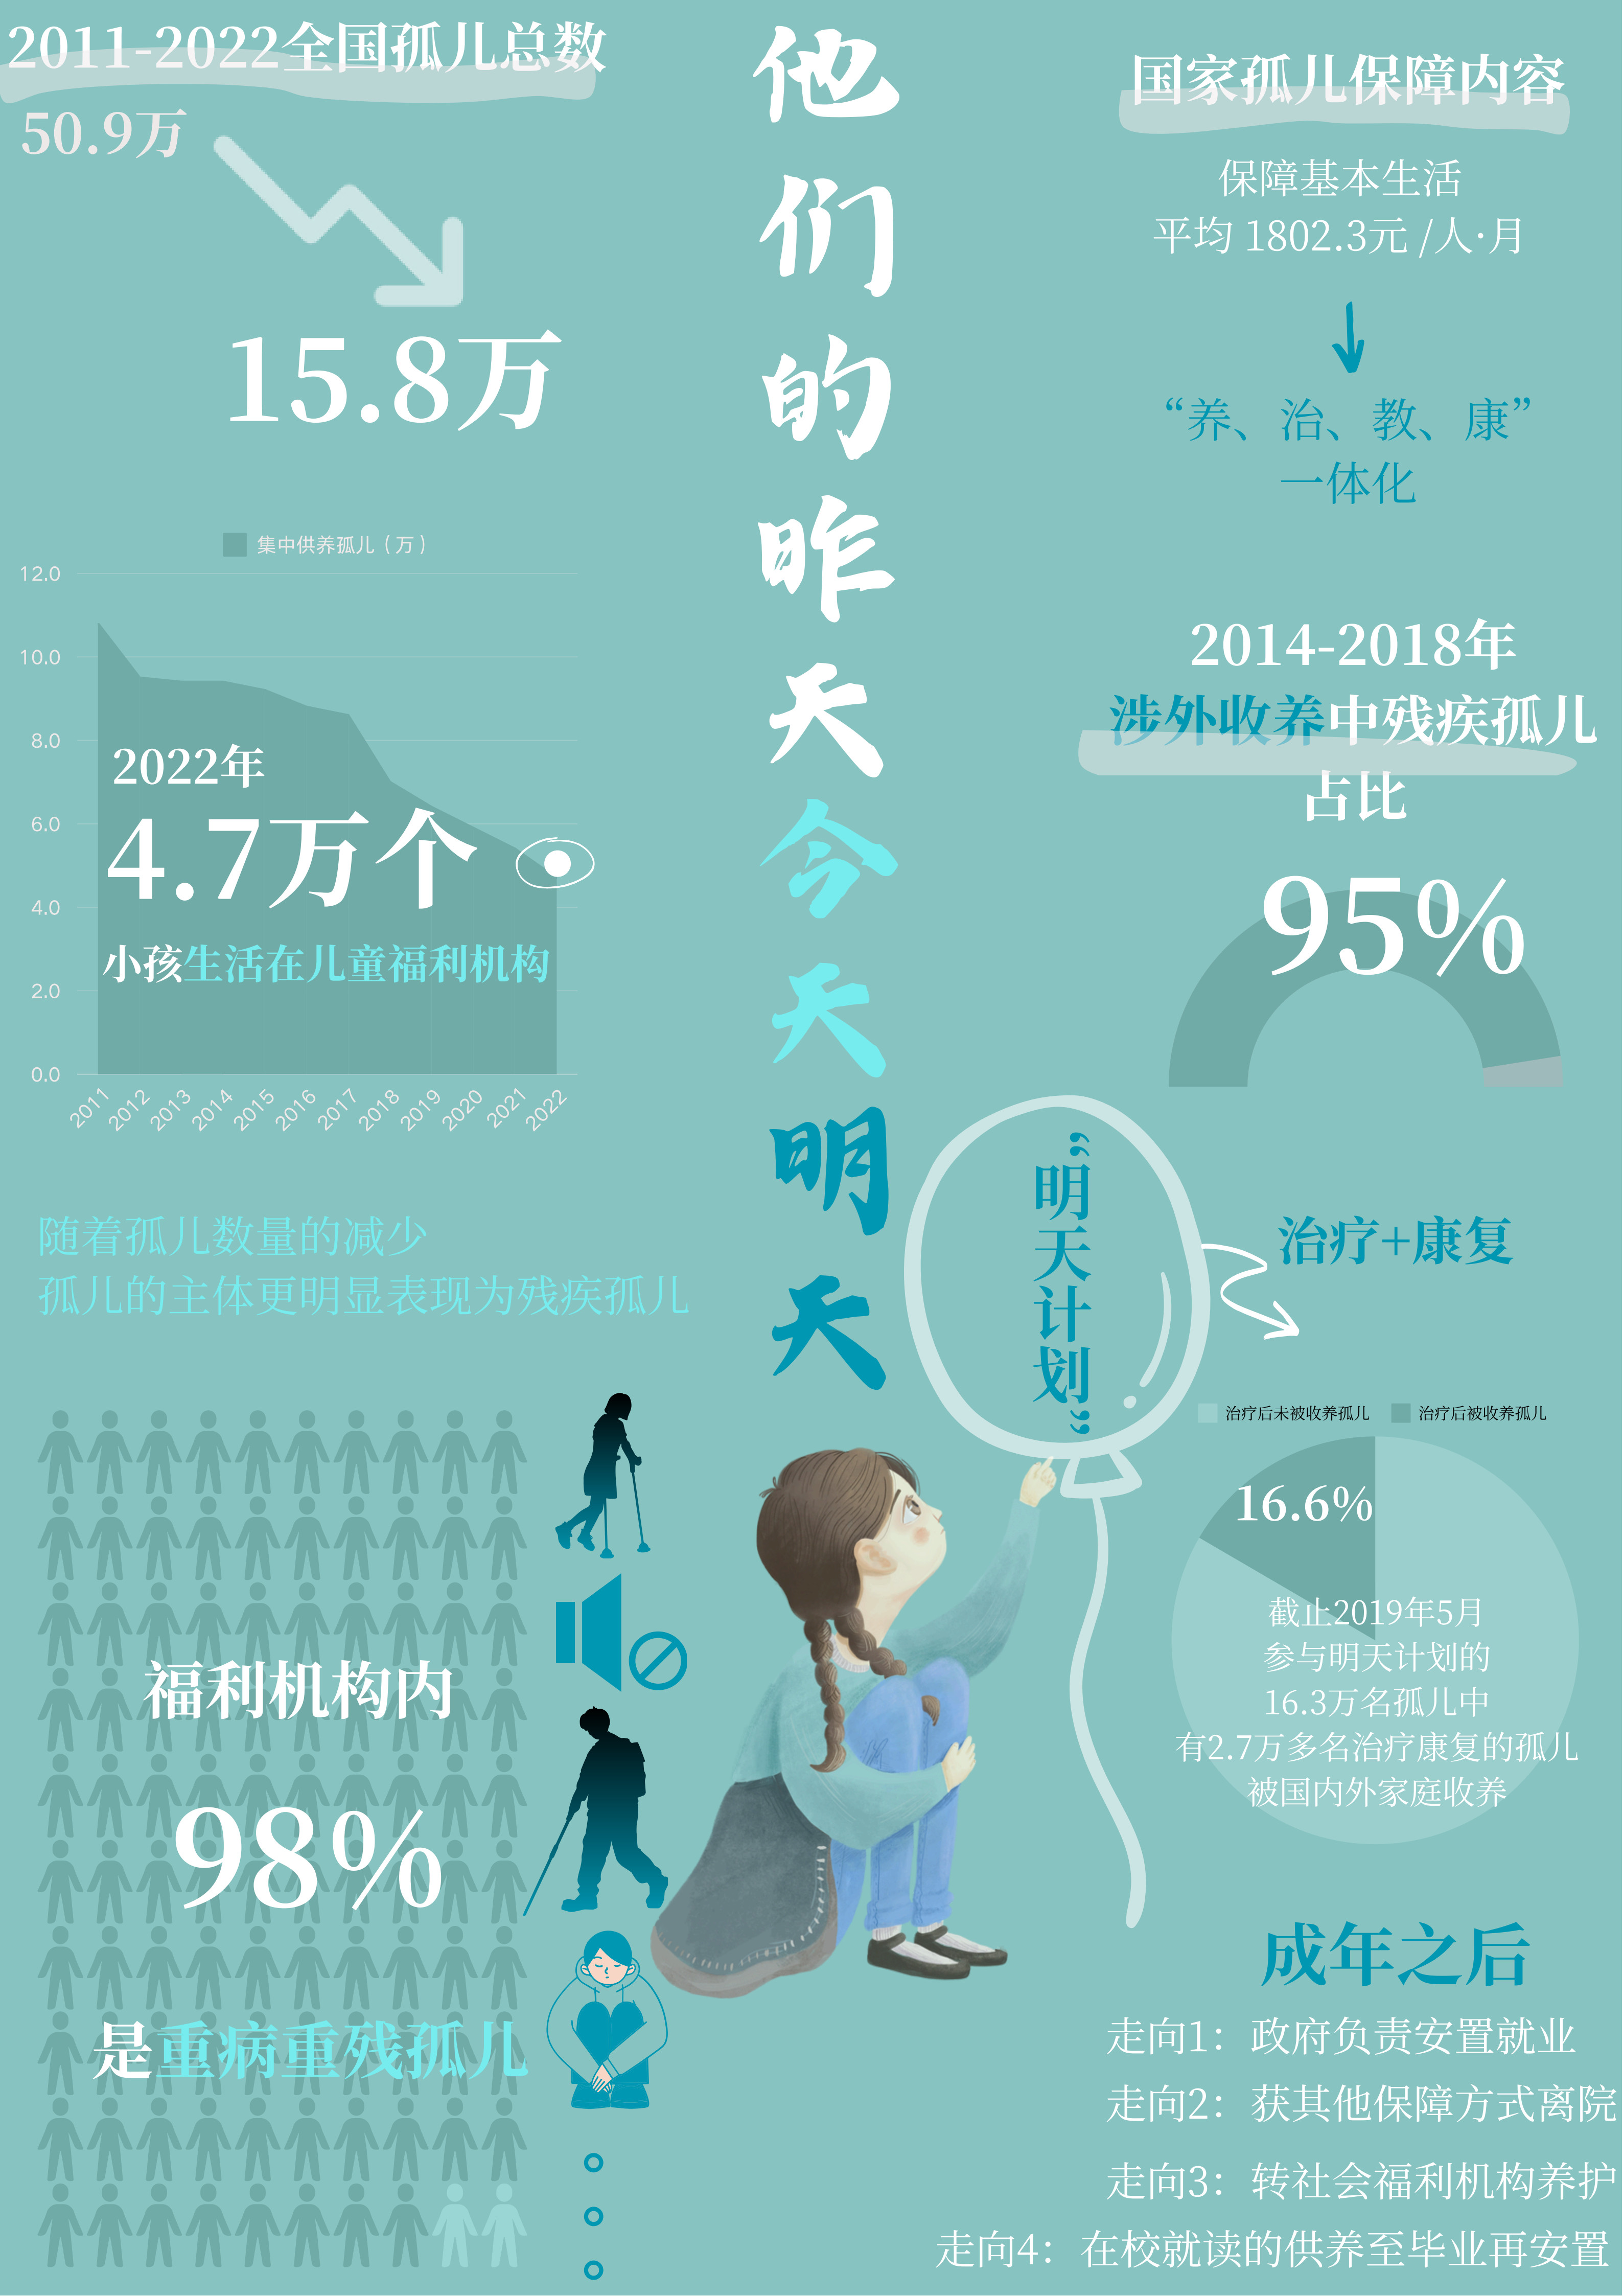 他们的昨天今天明天
2011-2022全国孤儿总数
50.9万
15.8万
集中供养孤儿（万）
12.0
10.0
8.0
6.0
4.0
2.0
0.0
2022年
4.7万个
小孩生活在儿童福利机构
2011 2012 2013 2014 2015 2016 2017 2018 2019 2020 2021 2022
随着孤儿数量的减少
孤儿的主体更明显表现为残疾孤儿
福利机构内
98%
是重病重残孤儿
国家孤儿保障内容
保障基本生活
平均 1802.3元 /人·月
“养、治、教、康”
一体化
2014-2018年
涉外收养中残疾孤儿
占比
95%
“明天计划”
治疗+康复
治疗后未被收养孤儿 治疗后被收养孤儿
16.6%
截止2019年5月
参与明天计划的
16.3万名孤儿中
有2.7万多名治疗康复的孤儿
被国内外家庭收养
成年之后
走向1：政府负责安置就业
走向2：获其他保障方式离院
走向3：转社会福利机构养护
走向4：在校就读的供养至毕业再安置